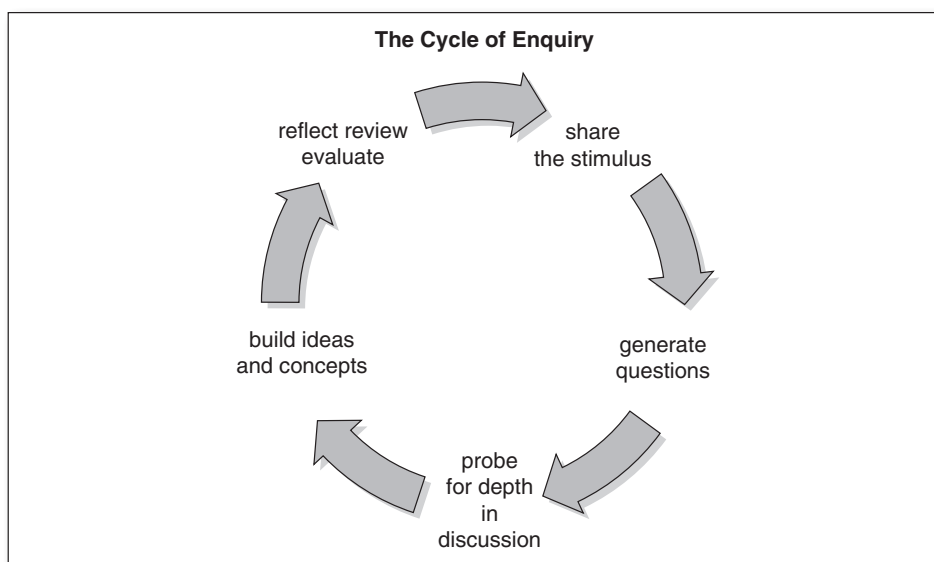 The Cycle of Enquiry
share
the stimulus
generate
questions
probe
for depth
in
discussion
build ideas
and concepts
reflect review
evaluate